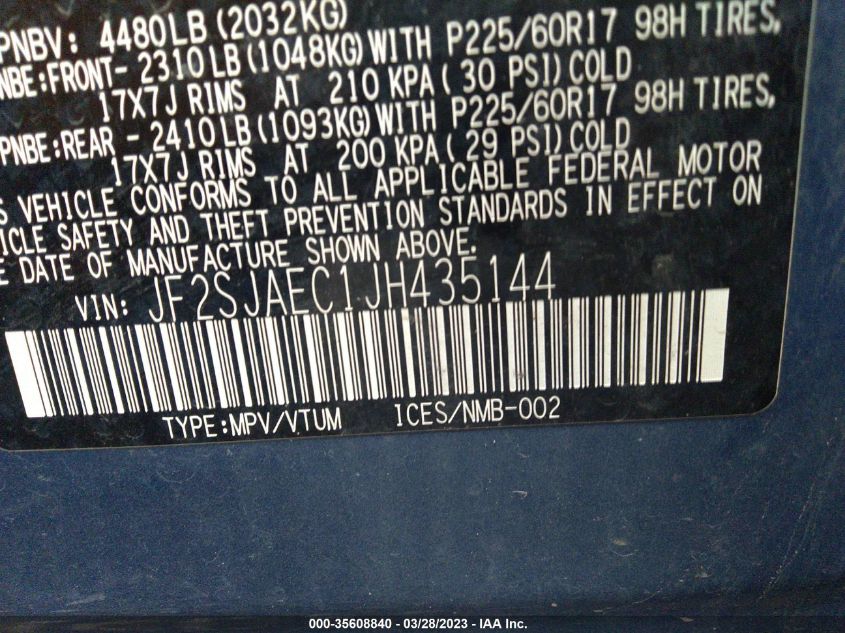 PNBV: 4480LB (2032KG)
NBE:FRONT- 2310LB (1048KG) WITH P225/60R17 98H TIRES,
17X7J RIMS AT 210 KPA( 30 PSI) COLD
PNBE:REAR - 2410LB (1093KG) WITH P225/60R17 98H TIRES,
17X7J RIMS AT 200 KPA( 29 PSI) COLD
S VEHICLE CONFORMS TO ALL APPLICABLE FEDERAL MOTOR
ICLE SAFETY AND THEFT PREVENTION STANDARDS IN EFFECT ON
E DATE OF MANUFACTURE SHOWN ABOVE.
VIN: JF2SJAEC1JH435144
TYPE:MPV/VTUM ICES/NMB-002
000-35608840 - 03/28/2023 - IAA Inc.